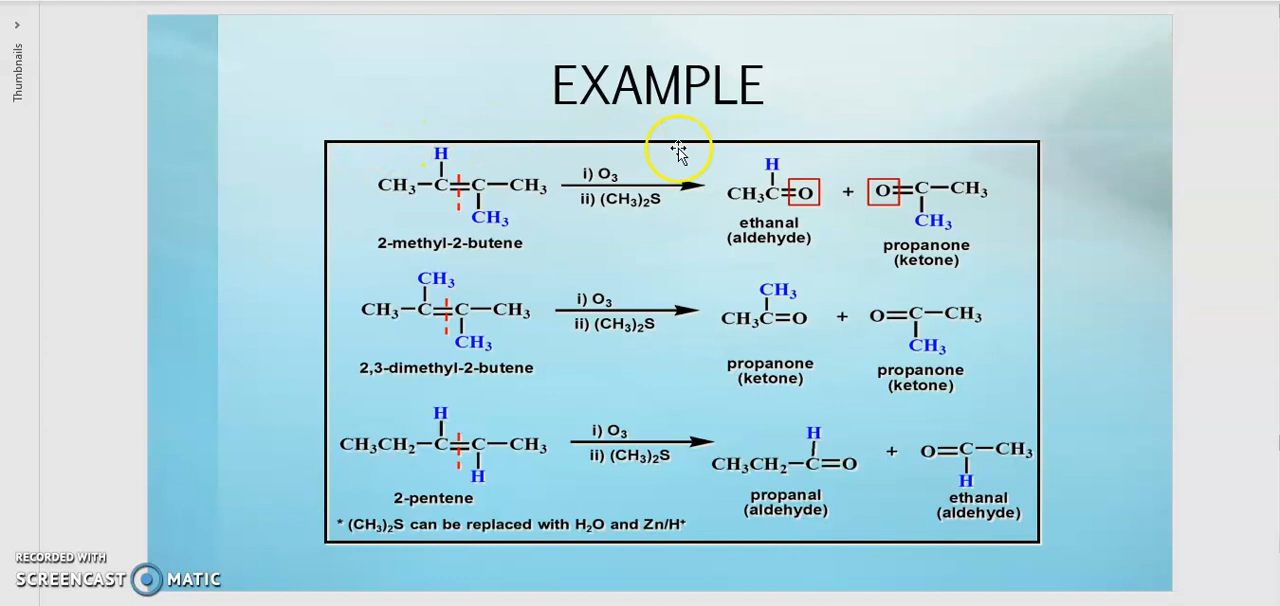 Thumbnails
EXAMPLE
H
CH₃—C=C—CH₃
CH₃
2-methyl-2-butene
i) O₃
ii) (CH₃)₂S
H
CH₃C=O
ethanal
(aldehyde)
+
O=C—CH₃
CH₃
propanone
(ketone)
CH₃
CH₃—C=C—CH₃
CH₃
2,3-dimethyl-2-butene
i) O₃
ii) (CH₃)₂S
CH₃
CH₃C=O
propanone
(ketone)
+
O=C—CH₃
CH₃
propanone
(ketone)
H
CH₃CH₂—C=C—CH₃
H
2-pentene
i) O₃
ii) (CH₃)₂S
H
CH₃CH₂—C=O
propanal
(aldehyde)
+
O=C—CH₃
H
ethanal
(aldehyde)
* (CH₃)₂S can be replaced with H₂O and Zn/H⁺
RECORDED WITH
SCREENCAST MATIC